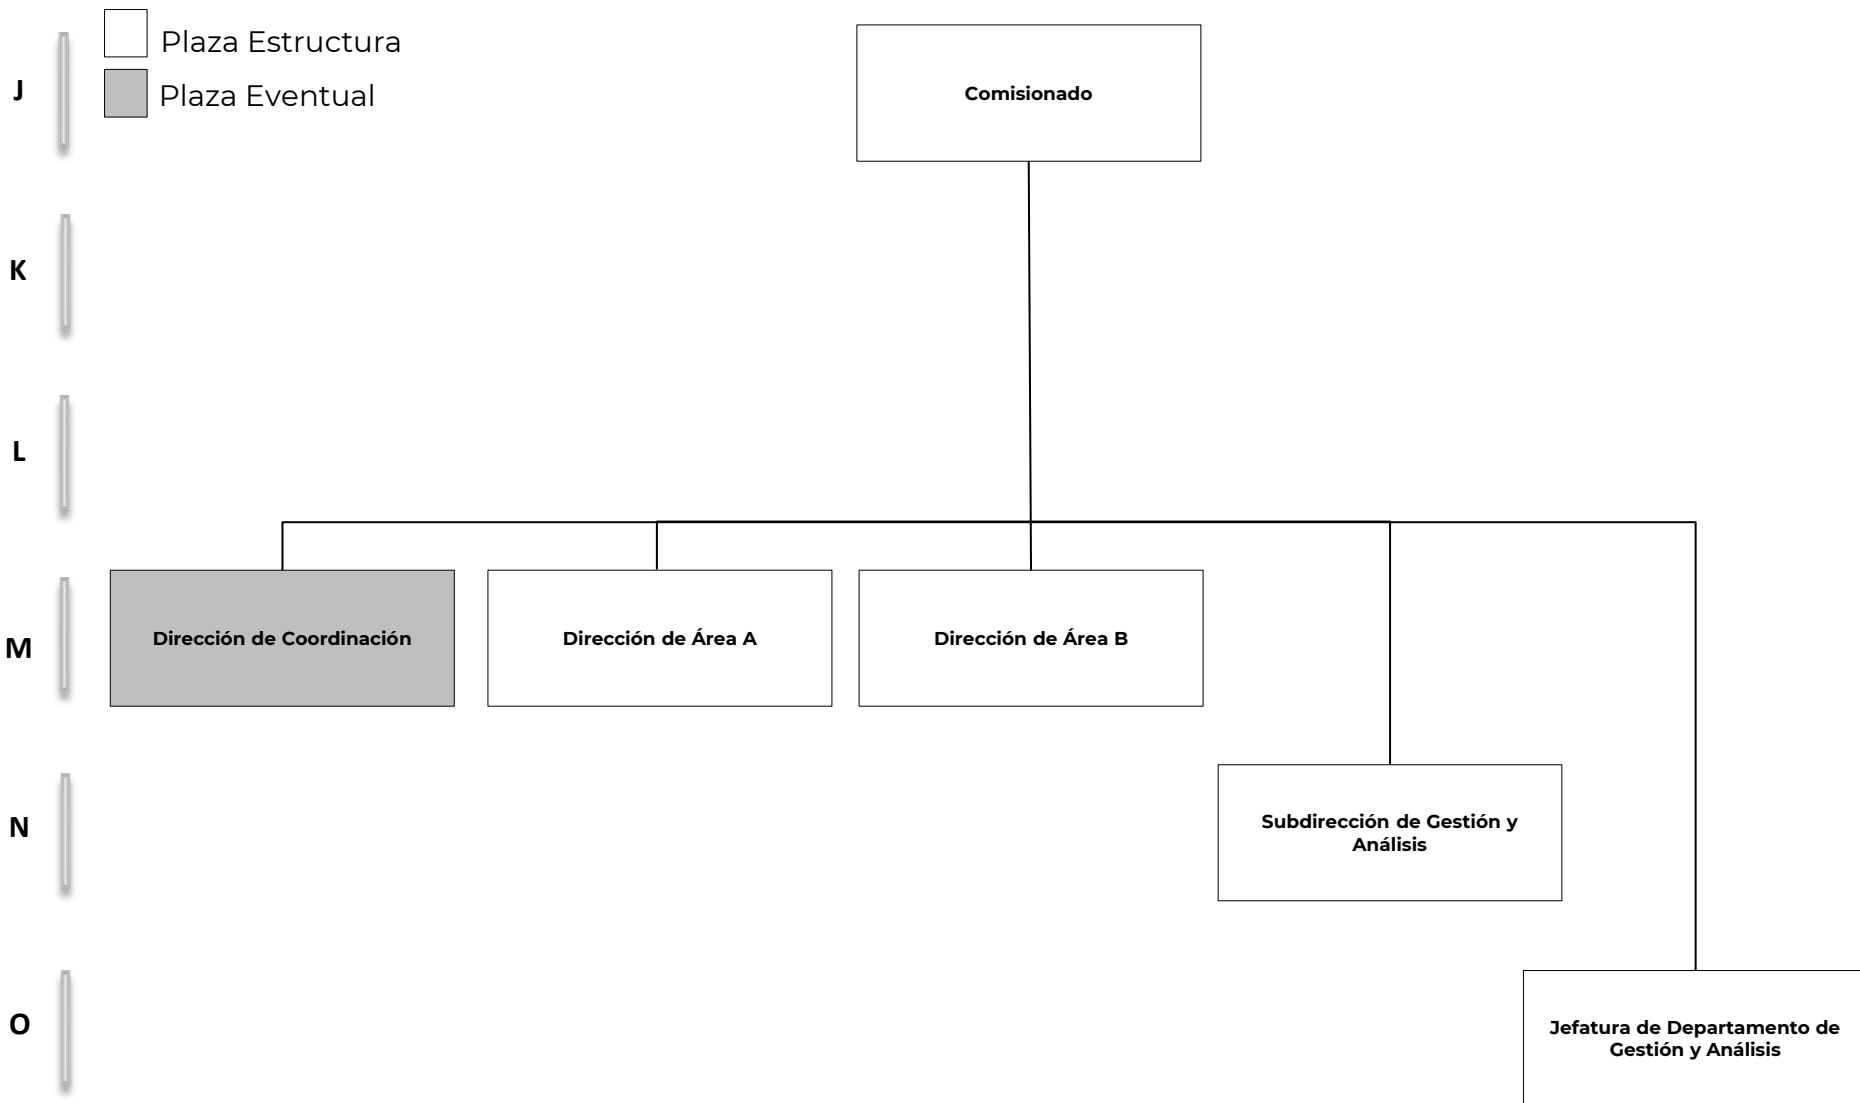 Plaza Estructura
Plaza Eventual
J
Comisionado
K
L
M
Dirección de Coordinación
Dirección de Área A
Dirección de Área B
N
Subdirección de Gestión y
Análisis
O
Jefatura de Departamento de
Gestión y Análisis